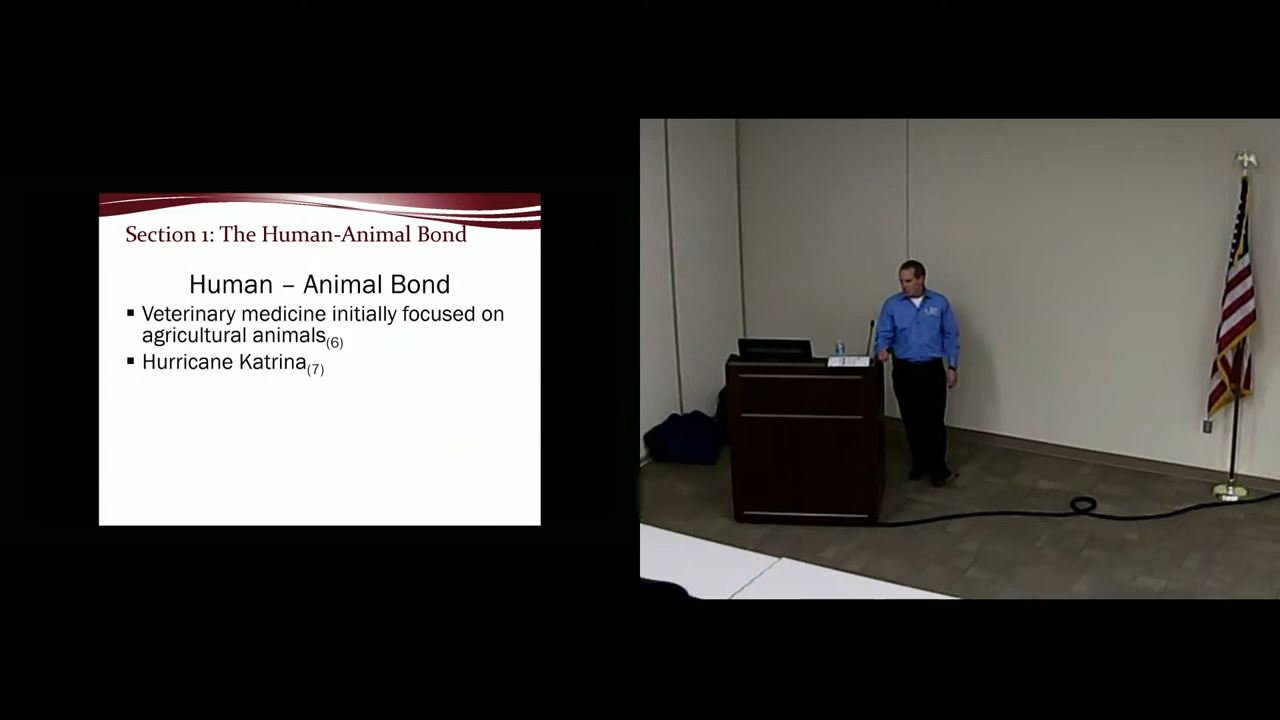 Section 1: The Human-Animal Bond
Human – Animal Bond
▪ Veterinary medicine initially focused on
agricultural animals(6)
▪ Hurricane Katrina(7)